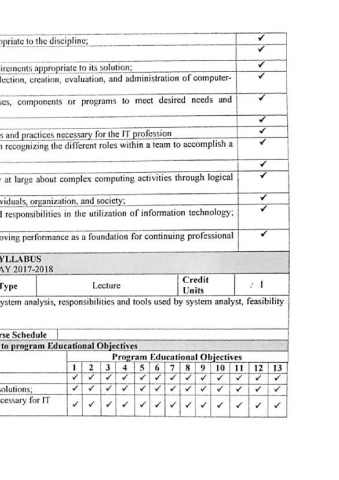 opriate to the discipline; ✓
✓
irements appropriate to its solution; ✓
lection, creation, evaluation, and administration of computer- ✓
ses, components or programs to meet desired needs and ✓
✓
s and practices necessary for the IT profession ✓
n recognizing the different roles within a team to accomplish a ✓
✓
y at large about complex computing activities through logical ✓
viduals, organization, and society; ✓
l responsibilities in the utilization of information technology; ✓
oving performance as a foundation for continuing professional ✓
YLLABUS
AY 2017-2018
Type Lecture Credit Units
ystem analysis, responsibilities and tools used by system analyst, feasibility
rse Schedule
to program Educational Objectives
Program Educational Objectives
1 2 3 4 5 6 7 8 9 10 11 12 13
✓ ✓ ✓ ✓ ✓ ✓ ✓ ✓ ✓ ✓ ✓ ✓ ✓
olutions; ✓ ✓ ✓ ✓ ✓ ✓ ✓ ✓ ✓ ✓ ✓ ✓ ✓
cessary for IT ✓ ✓ ✓ ✓ ✓ ✓ ✓ ✓ ✓ ✓ ✓ ✓ ✓